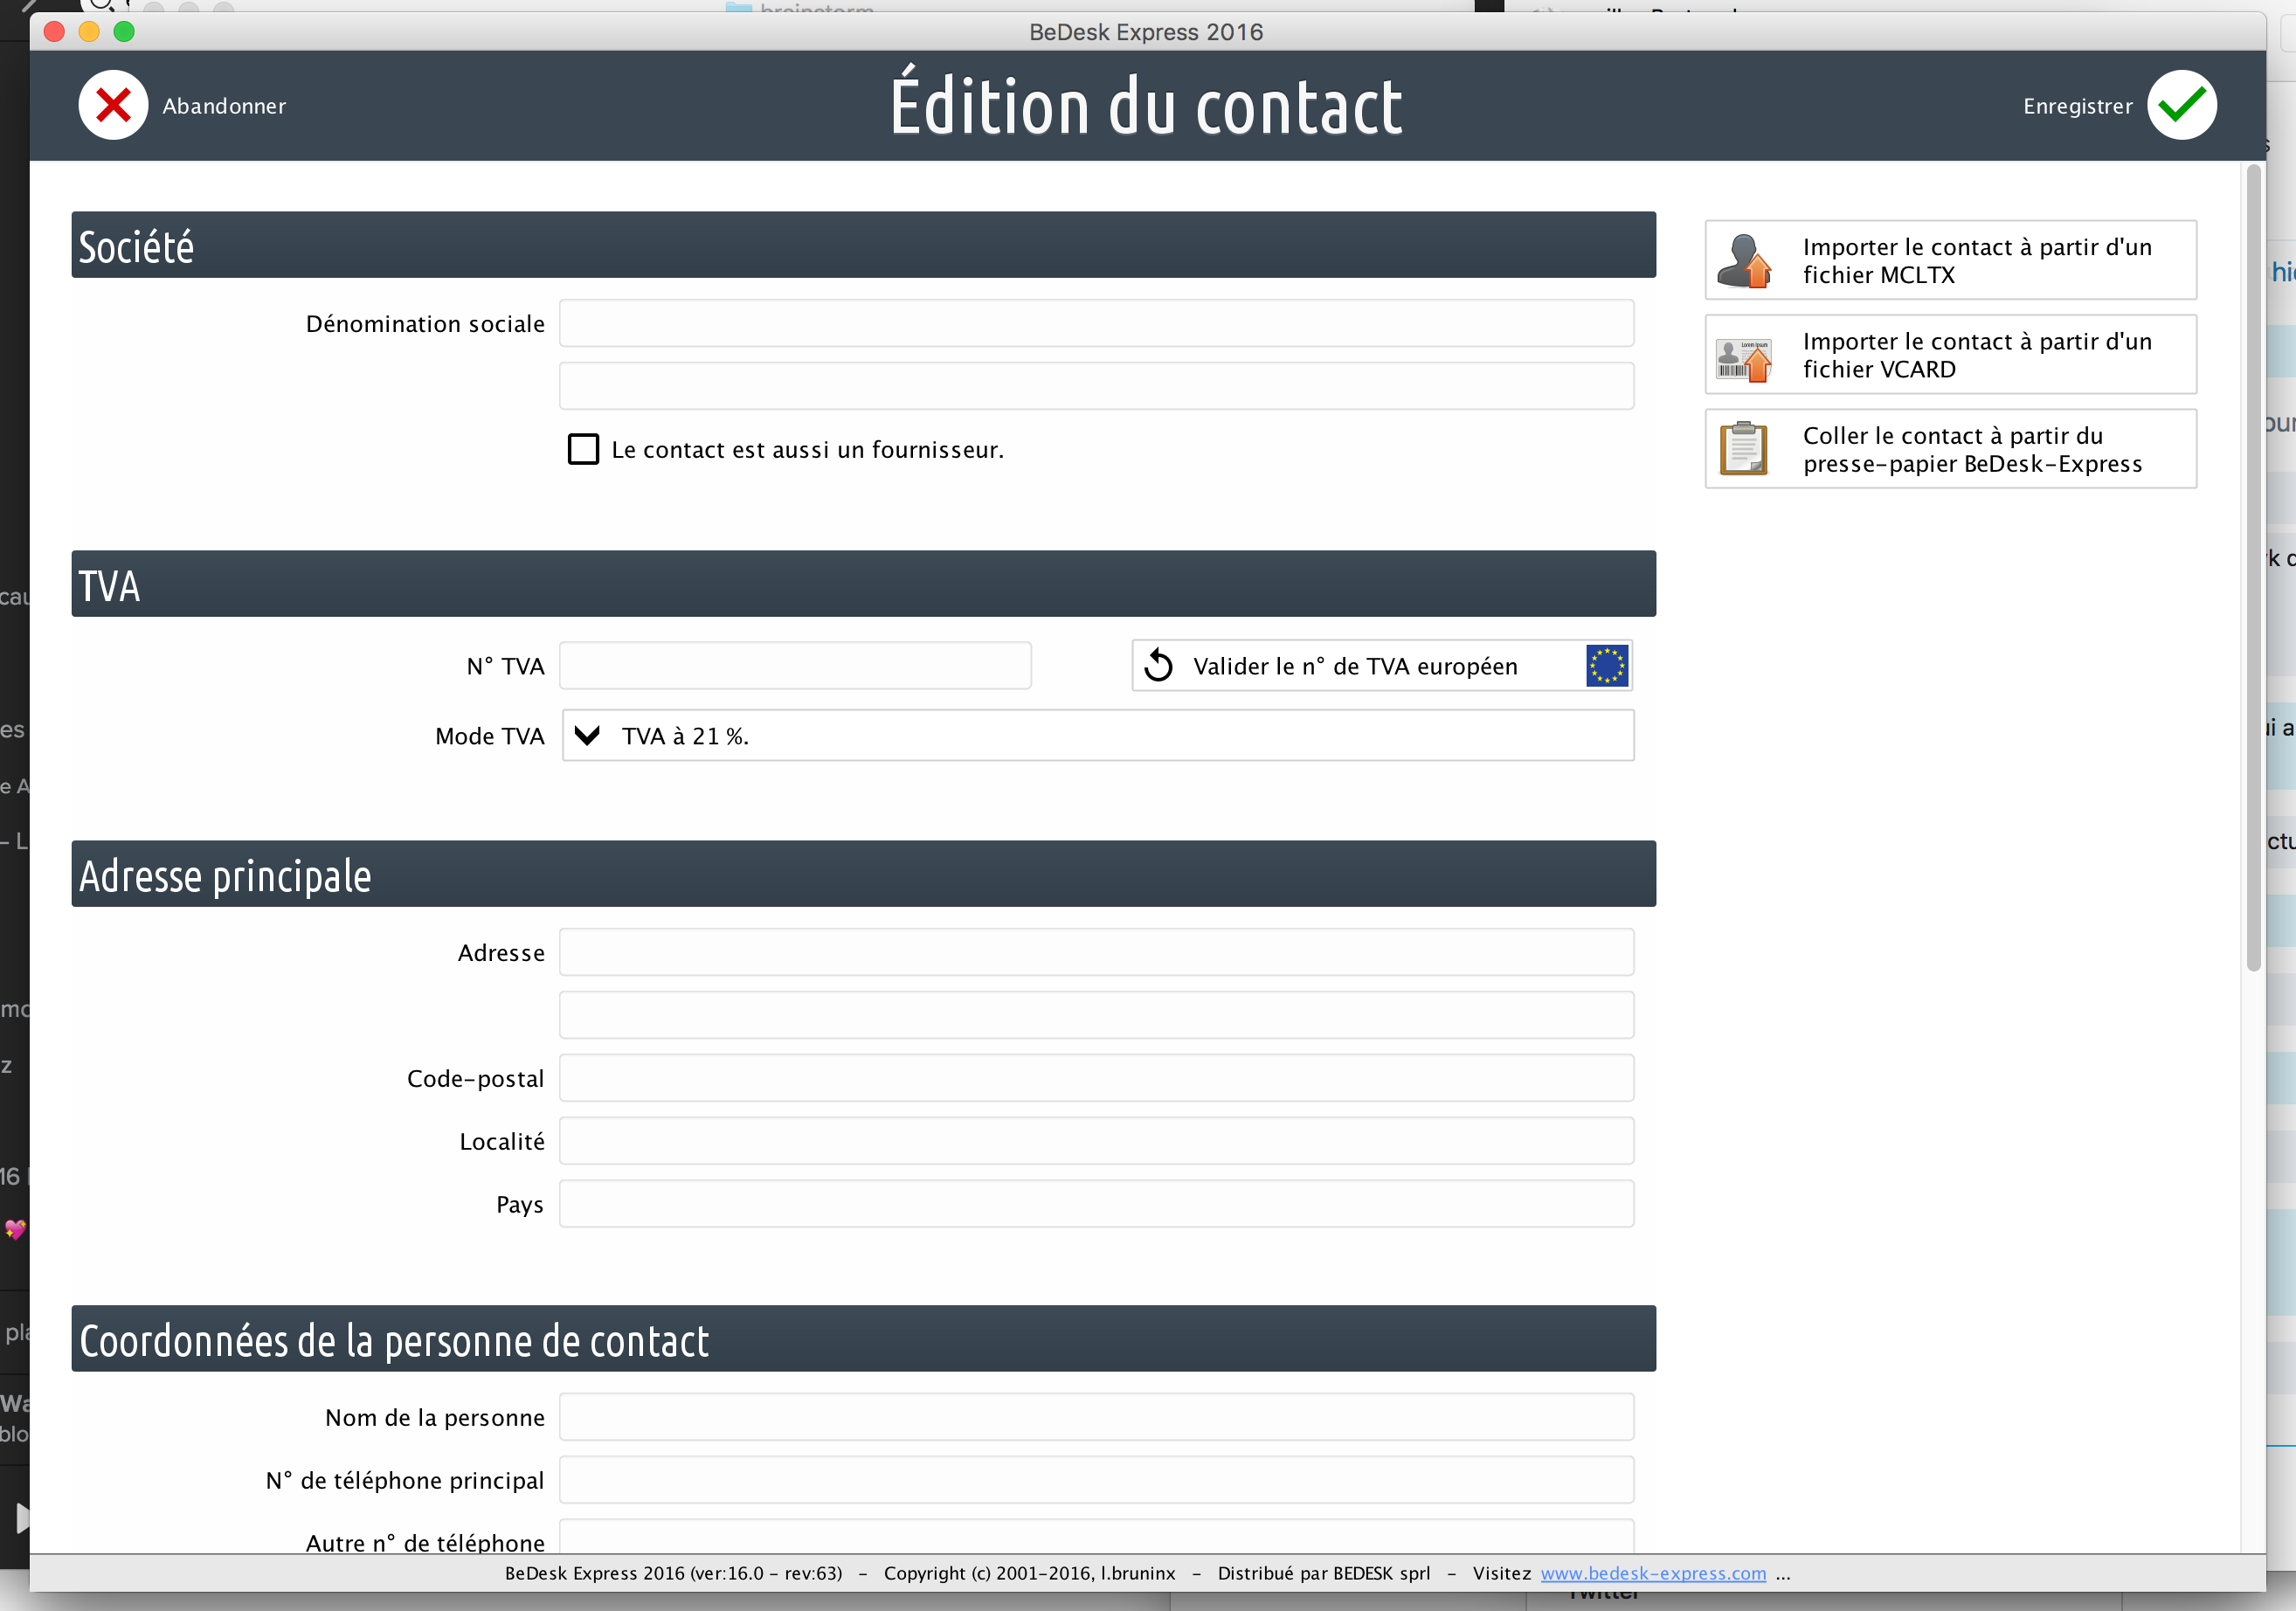 brainstorm
BeDesk Express 2016
Abandonner
Édition du contact
Enregistrer
Société
Dénomination sociale
Le contact est aussi un fournisseur.
Importer le contact à partir d'un
fichier MCLTX
Importer le contact à partir d'un
fichier VCARD
Coller le contact à partir du
presse-papier BeDesk-Express
TVA
N° TVA
Valider le n° de TVA européen
Mode TVA
TVA à 21 %.
Adresse principale
Adresse
Code-postal
Localité
Pays
Coordonnées de la personne de contact
Nom de la personne
N° de téléphone principal
Autre n° de téléphone
BeDesk Express 2016 (ver:16.0 - rev:63) - Copyright (c) 2001-2016, l.bruninx - Distribué par BEDESK sprl - Visitez www.bedesk-express.com ...
Twitter